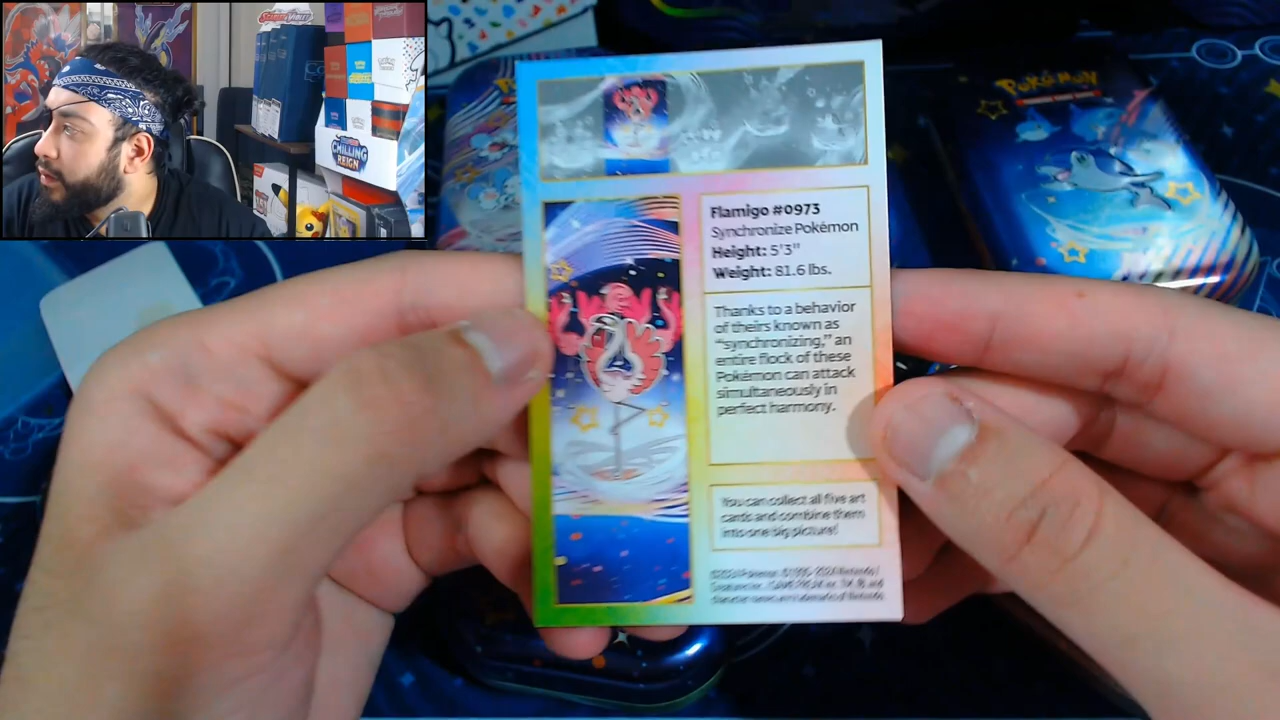 CHILLING
REIGN
POKÉMON
Flamigo #0973
Synchronize Pokémon
Height: 5'3"
Weight: 81.6 lbs.
Thanks to a behavior
of theirs known as
"synchronizing," an
entire flock of these
Pokémon can attack
simultaneously in
perfect harmony.
You can collect all five art
cards and combine them
into one big picture!